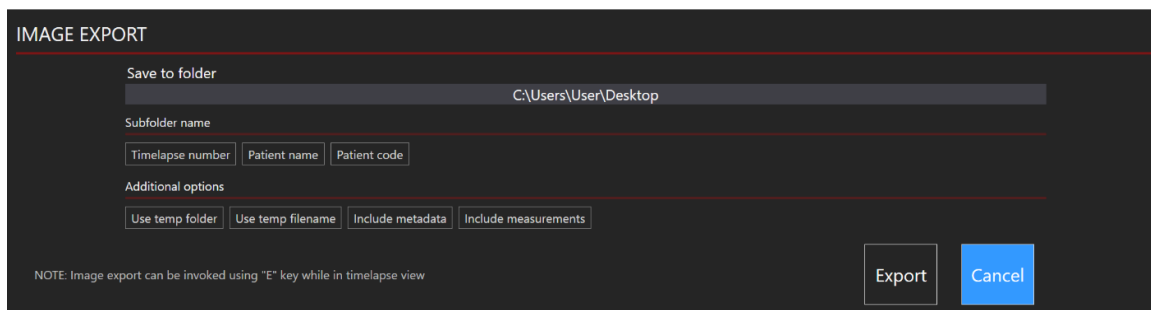 IMAGE EXPORT
Save to folder
C:\Users\User\Desktop
Subfolder name
Timelapse number Patient name Patient code
Additional options
Use temp folder Use temp filename Include metadata Include measurements
NOTE: Image export can be invoked using "E" key while in timelapse view
Export Cancel